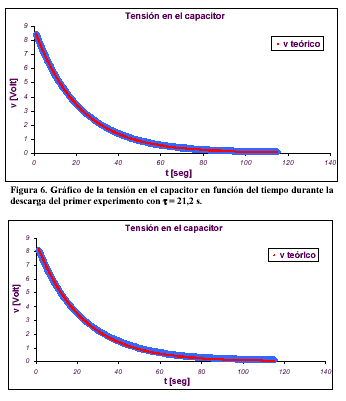 Tensión en el capacitor
v teórico
v [Volt]
9
8
7
6
5
4
3
2
1
0
0 20 40 60 80 100 120 140
t [seg]
Figura 6. Gráfico de la tensión en el capacitor en función del tiempo durante la
descarga del primer experimento con τ = 21,2 s.
Tensión en el capacitor
v teórico
v [Volt]
9
8
7
6
5
4
3
2
1
0
0 20 40 60 80 100 120 140
t [seg]